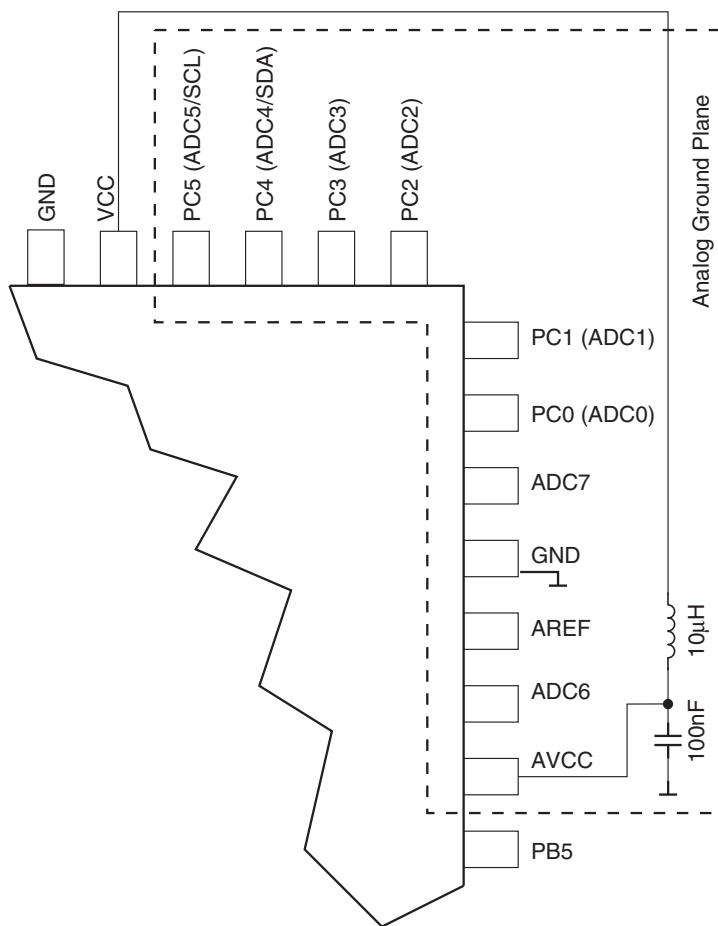 GND
VCC
PC5 (ADC5/SCL)
PC4 (ADC4/SDA)
PC3 (ADC3)
PC2 (ADC2)
Analog Ground Plane
PC1 (ADC1)
PC0 (ADC0)
ADC7
GND
AREF
ADC6
AVCC
PB5
10µH
100nF